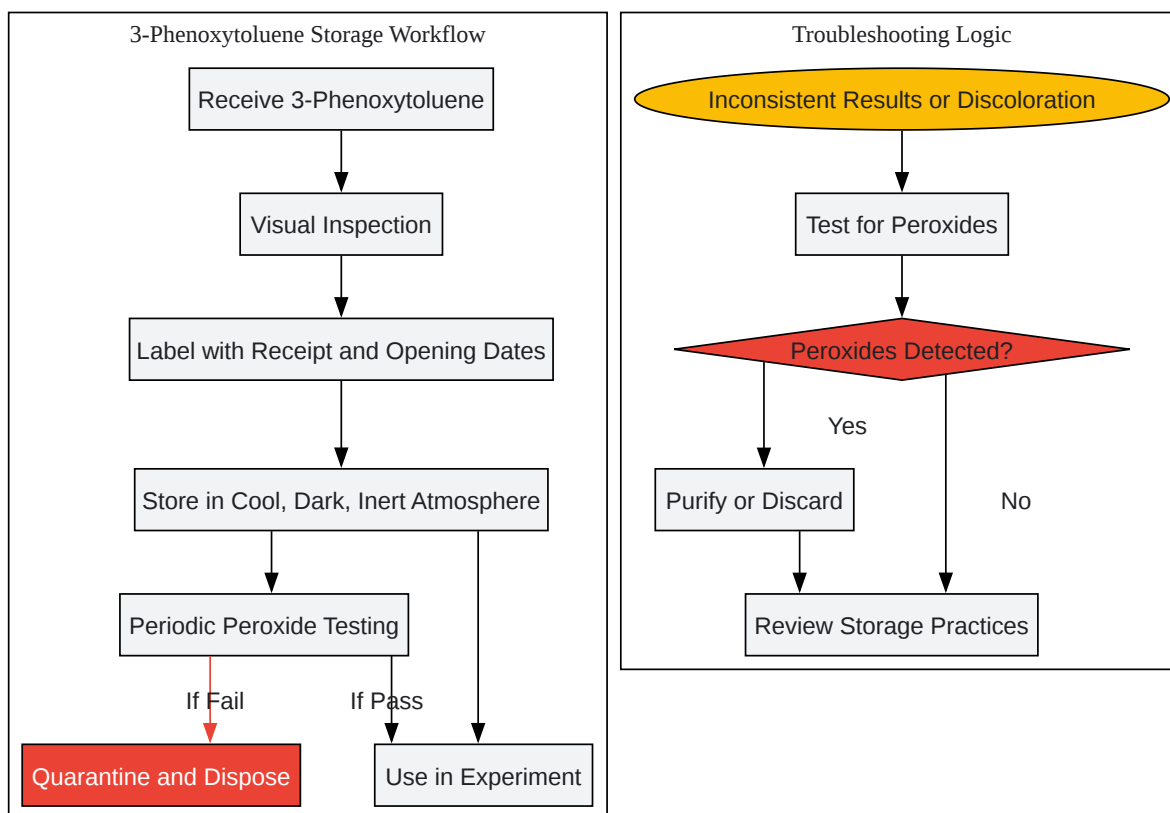 3-Phenoxytoluene Storage Workflow
Receive 3-Phenoxytoluene
Visual Inspection
Label with Receipt and Opening Dates
Store in Cool, Dark, Inert Atmosphere
Periodic Peroxide Testing
If Fail
If Pass
Quarantine and Dispose
Use in Experiment
Troubleshooting Logic
Inconsistent Results or Discoloration
Test for Peroxides
Peroxides Detected?
Yes
Purify or Discard
No
Review Storage Practices